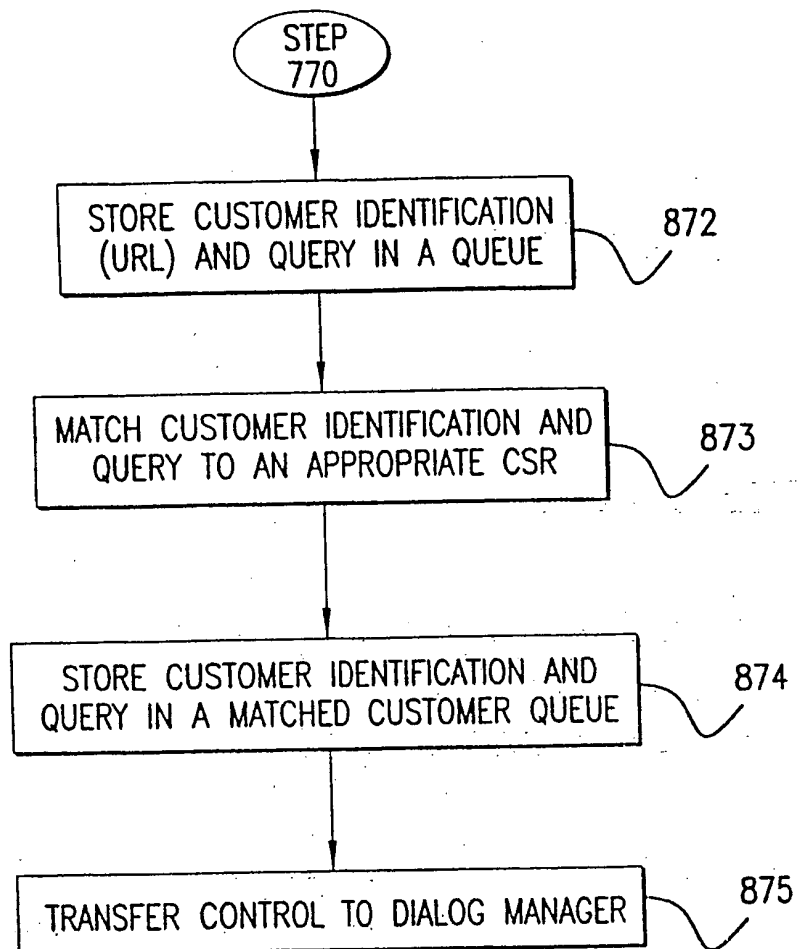 STEP
770
STORE CUSTOMER IDENTIFICATION
(URL) AND QUERY IN A QUEUE
872
MATCH CUSTOMER IDENTIFICATION AND
QUERY TO AN APPROPRIATE CSR
873
STORE CUSTOMER IDENTIFICATION AND
QUERY IN A MATCHED CUSTOMER QUEUE
874
TRANSFER CONTROL TO DIALOG MANAGER
875